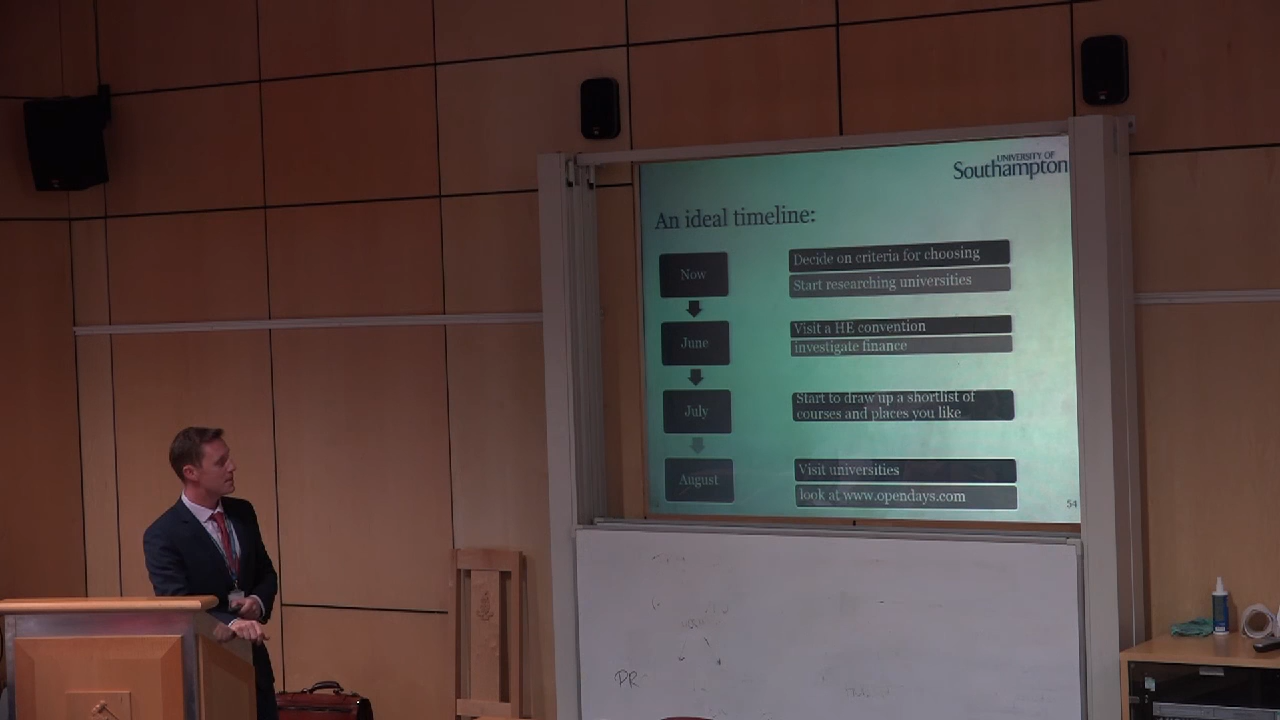 UNIVERSITY OF
Southampton
An ideal timeline:
Now
Decide on criteria for choosing
Start researching universities
June
Visit a HE convention
investigate finance
July
Start to draw up a shortlist of
courses and places you like
August
Visit universities
look at www.opendays.com
54
PR